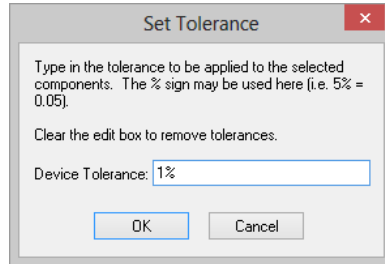 Set Tolerance
Type in the tolerance to be applied to the selected
components. The % sign may be used here (i.e. 5% =
0.05).
Clear the edit box to remove tolerances.
Device Tolerance: 1%
OK Cancel